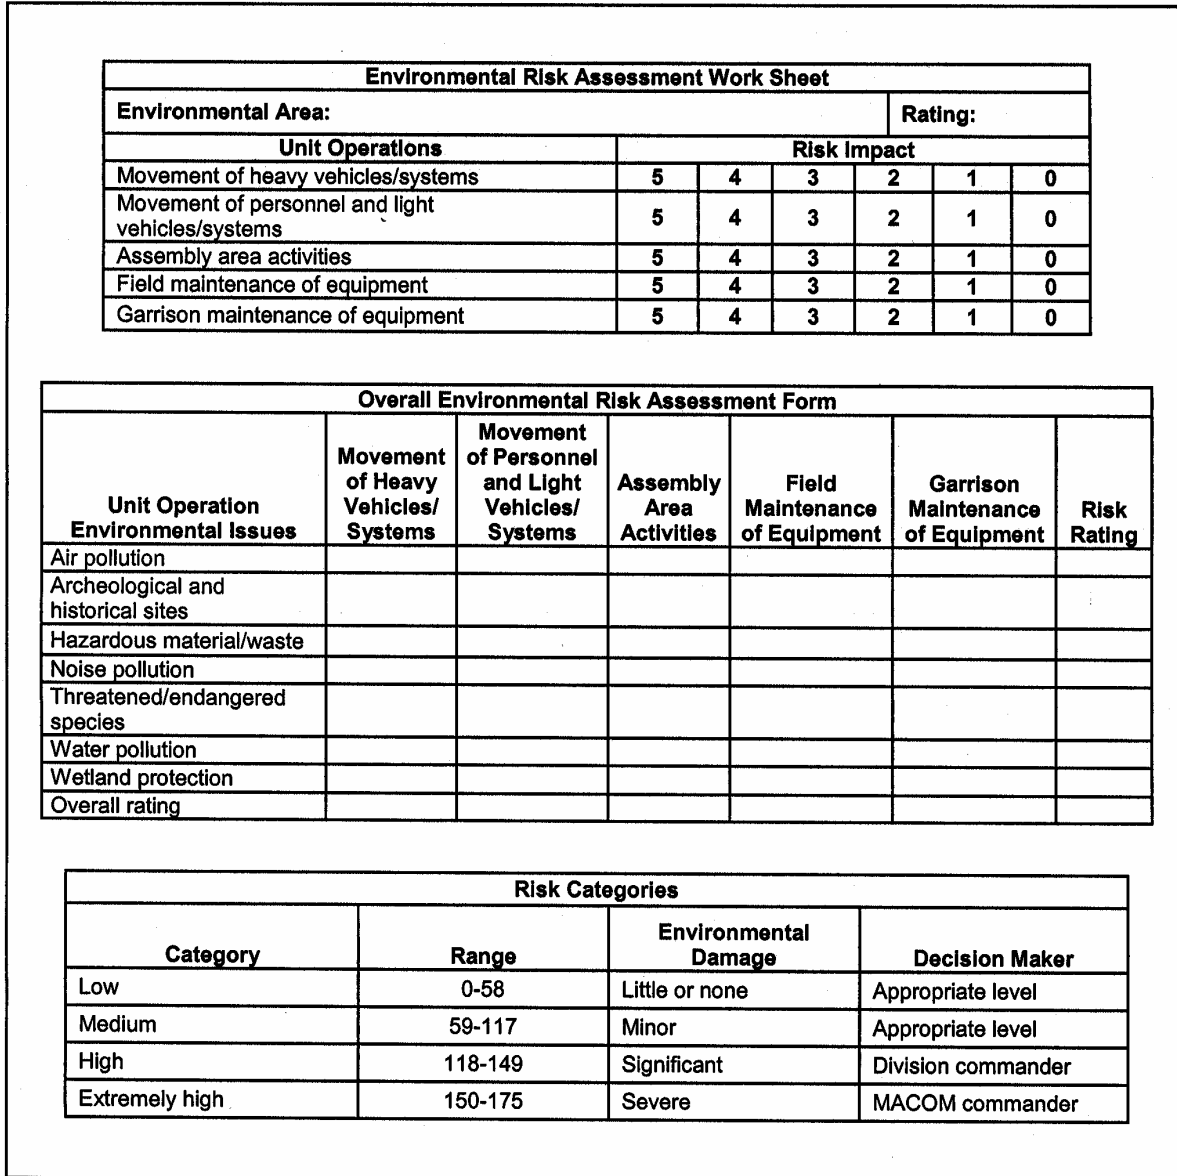 Environmental Risk Assessment Work Sheet
Environmental Area: Rating:
Unit Operations Risk Impact
Movement of heavy vehicles/systems 5 4 3 2 1 0
Movement of personnel and light
vehicles/systems 5 4 3 2 1 0
Assembly area activities 5 4 3 2 1 0
Field maintenance of equipment 5 4 3 2 1 0
Garrison maintenance of equipment 5 4 3 2 1 0
Overall Environmental Risk Assessment Form
Unit Operation
Environmental Issues
Movement
of Heavy
Vehicles/
Systems
Movement
of Personnel
and Light
Vehicles/
Systems
Assembly
Area
Activities
Field
Maintenance
of Equipment
Garrison
Maintenance
of Equipment
Risk
Rating
Air pollution
Archeological and
historical sites
Hazardous material/waste
Noise pollution
Threatened/endangered
species
Water pollution
Wetland protection
Overall rating
Risk Categories
Category
Range
Environmental
Damage
Decision Maker
Low 0-58 Little or none Appropriate level
Medium 59-117 Minor Appropriate level
High 118-149 Significant Division commander
Extremely high 150-175 Severe MACOM commander